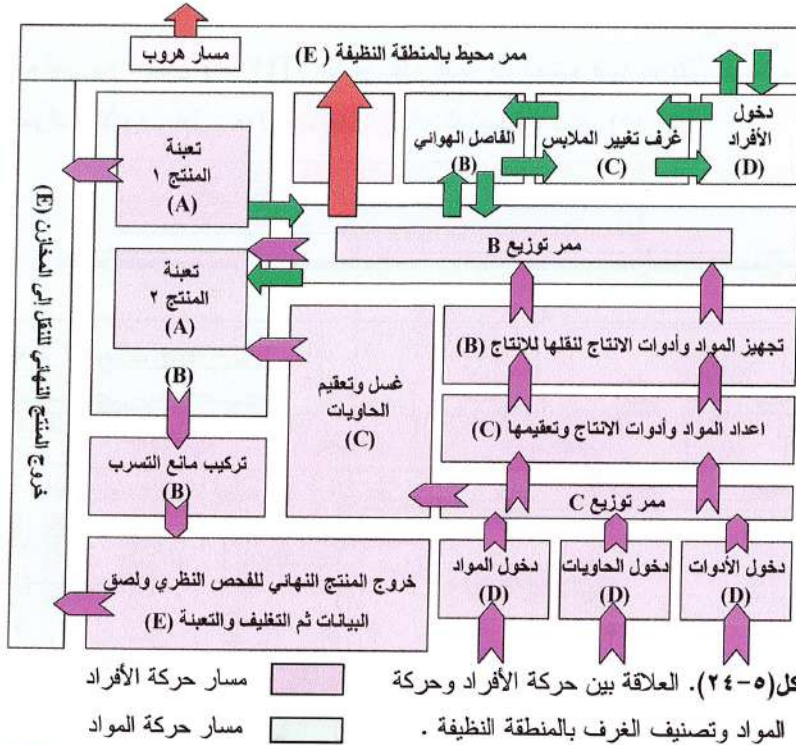 مسار هروب
ممر محيط بالمنطقة النظيفة (E)
دخول
الأفراد
(D)
غرف تغيير الملابس
(C)
الفاصل الهوائي
(B)
تعبئة
المنتج ١
(A)
ممر توزيع B
تعبئة
المنتج ٢
(A)
(B)
خروج المنتج النهائي للنقل إلى المخازن (E)
تجهيز المواد وأدوات الانتاج لنقلها للانتاج (B)
غسل وتعقيم
الحاويات
(C)
اعداد المواد وأدوات الانتاج وتعقيمها (C)
تركيب مانع التسرب
(B)
ممر توزيع C
دخول الأدوات
(D)
دخول الحاويات
(D)
دخول المواد
(D)
خروج المنتج النهائي للفحص النظري ولصق
البيانات ثم التغليف والتعبئة (E)
كل(٥-٢٤). العلاقة بين حركة الأفراد وحركة
المواد وتصنيف الغرف بالمنطقة النظيفة .
مسار حركة الأفراد
مسار حركة المواد